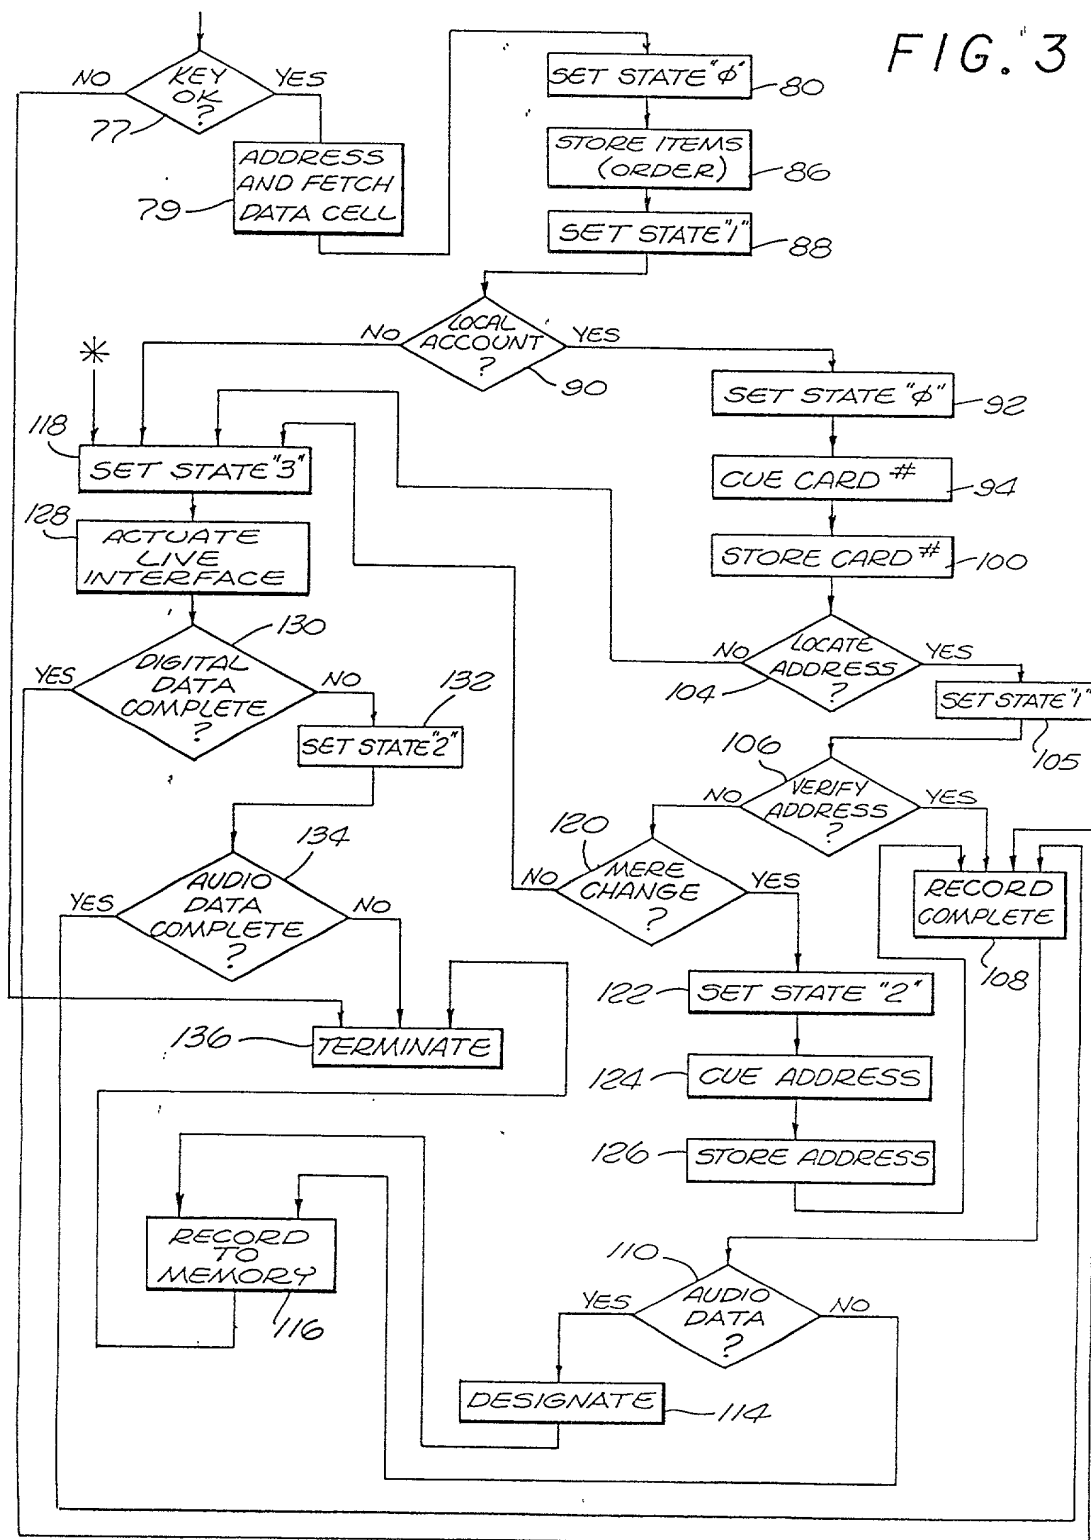 FIG. 3
NO
KEY
OK
?
YES
77
ADDRESS
AND FETCH
DATA CELL
79
SET STATE "ϕ"
80
STORE ITEMS
(ORDER)
86
SET STATE "1"
88
NO
LOCAL
ACCOUNT
?
YES
90
*
118
SET STATE "3"
SET STATE "ϕ"
92
128
ACTUATE
LIVE
INTERFACE
CUE CARD #
94
STORE CARD #
100
130
YES
DIGITAL
DATA
COMPLETE
?
NO
132
SET STATE "2"
NO
LOCATE
ADDRESS
?
YES
104
SET STATE "1"
105
106
NO
VERIFY
ADDRESS
?
YES
134
YES
AUDIO
DATA
COMPLETE
?
NO
120
NO
MERE
CHANGE
?
YES
RECORD
COMPLETE
108
122
SET STATE "2"
136
TERMINATE
124
CUE ADDRESS
126
STORE ADDRESS
RECORD
TO
MEMORY
116
110
YES
AUDIO
DATA
?
NO
DESIGNATE
114